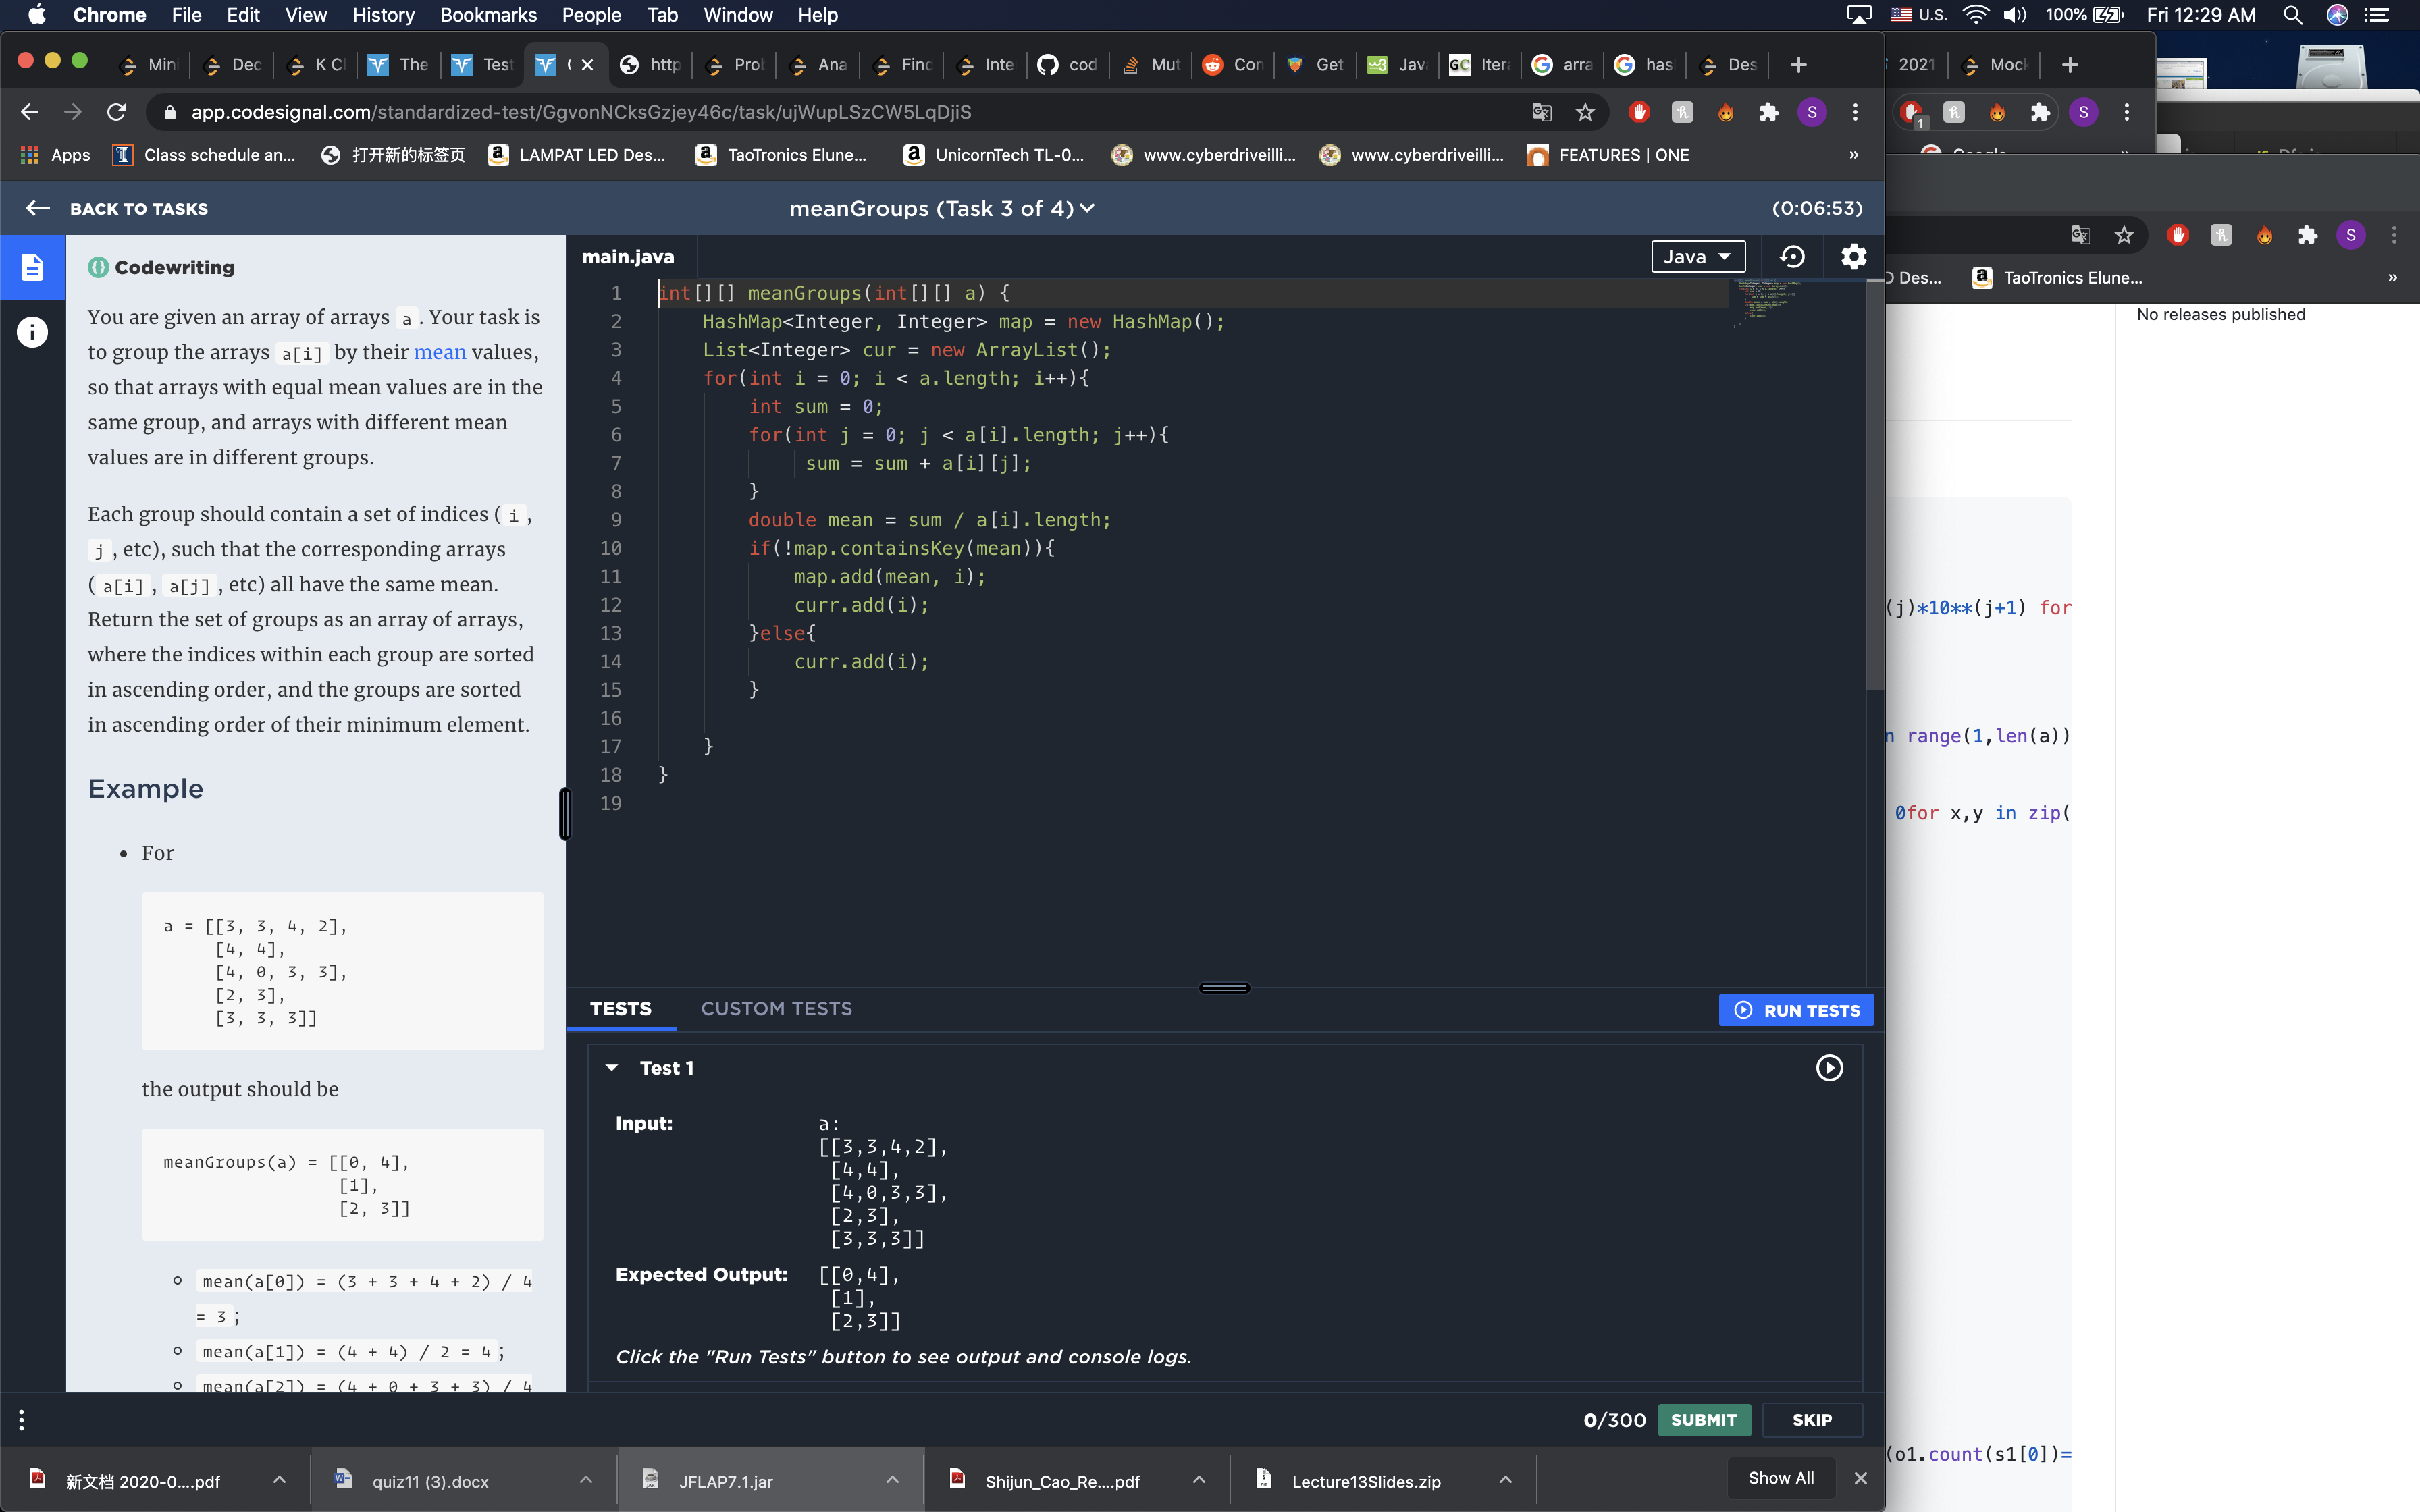 Chrome File Edit View History Bookmarks People Tab Window Help U.S. 100% Fri 12:29 AM
Mini Dec K Cl The Test ( http Prol Ana Find Inte cod Mut Con Get Java Itera arra has Des 2021 Mock
app.codesignal.com/standardized-test/GgvonNCksGzjey46c/task/ujWupLSzCW5LqDjiS S S
1
Apps Class schedule an... 打开新的标签页 LAMPAT LED Des... TaoTronics Elune... UnicornTech TL-0... www.cyberdriveilli... www.cyberdriveilli... FEATURES | ONE »
BACK TO TASKS meanGroups (Task 3 of 4) (0:06:53)
S
Des... TaoTronics Elune... »
No releases published
Codewriting
You are given an array of arrays a . Your task is
to group the arrays a[i] by their mean values,
so that arrays with equal mean values are in the
same group, and arrays with different mean
values are in different groups.
Each group should contain a set of indices ( i ,
j , etc), such that the corresponding arrays
( a[i] , a[j] , etc) all have the same mean.
Return the set of groups as an array of arrays,
where the indices within each group are sorted
in ascending order, and the groups are sorted
in ascending order of their minimum element.
Example
• For
a = [[3, 3, 4, 2],
[4, 4],
[4, 0, 3, 3],
[2, 3],
[3, 3, 3]]
the output should be
meanGroups(a) = [[0, 4],
[1],
[2, 3]]
mean(a[0]) = (3 + 3 + 4 + 2) / 4
= 3 ;
mean(a[1]) = (4 + 4) / 2 = 4 ;
mean(a[2]) = (4 + 0 + 3 + 3) / 4
main.java Java
1 int[][] meanGroups(int[][] a) {
2 HashMap<Integer, Integer> map = new HashMap();
3 List<Integer> cur = new ArrayList();
4 for(int i = 0; i < a.length; i++){
5 int sum = 0;
6 for(int j = 0; j < a[i].length; j++){
7 sum = sum + a[i][j];
8 }
9 double mean = sum / a[i].length;
10 if(!map.containsKey(mean)){
11 map.add(mean, i);
12 curr.add(i);
13 }else{
14 curr.add(i);
15 }
16
17 }
18 }
19
TESTS CUSTOM TESTS RUN TESTS
Test 1
Input: a:
[[3,3,4,2],
[4,4],
[4,0,3,3],
[2,3],
[3,3,3]]
Expected Output: [[0,4],
[1],
[2,3]]
Click the "Run Tests" button to see output and console logs.
0/300 SUBMIT SKIP
(j)*10**(j+1) for
n range(1,len(a))
0for x,y in zip(
(o1.count(s1[0])=
新文档 2020-0....pdf quiz11 (3).docx JFLAP7.1.jar Shijun_Cao_Re....pdf Lecture13Slides.zip Show All